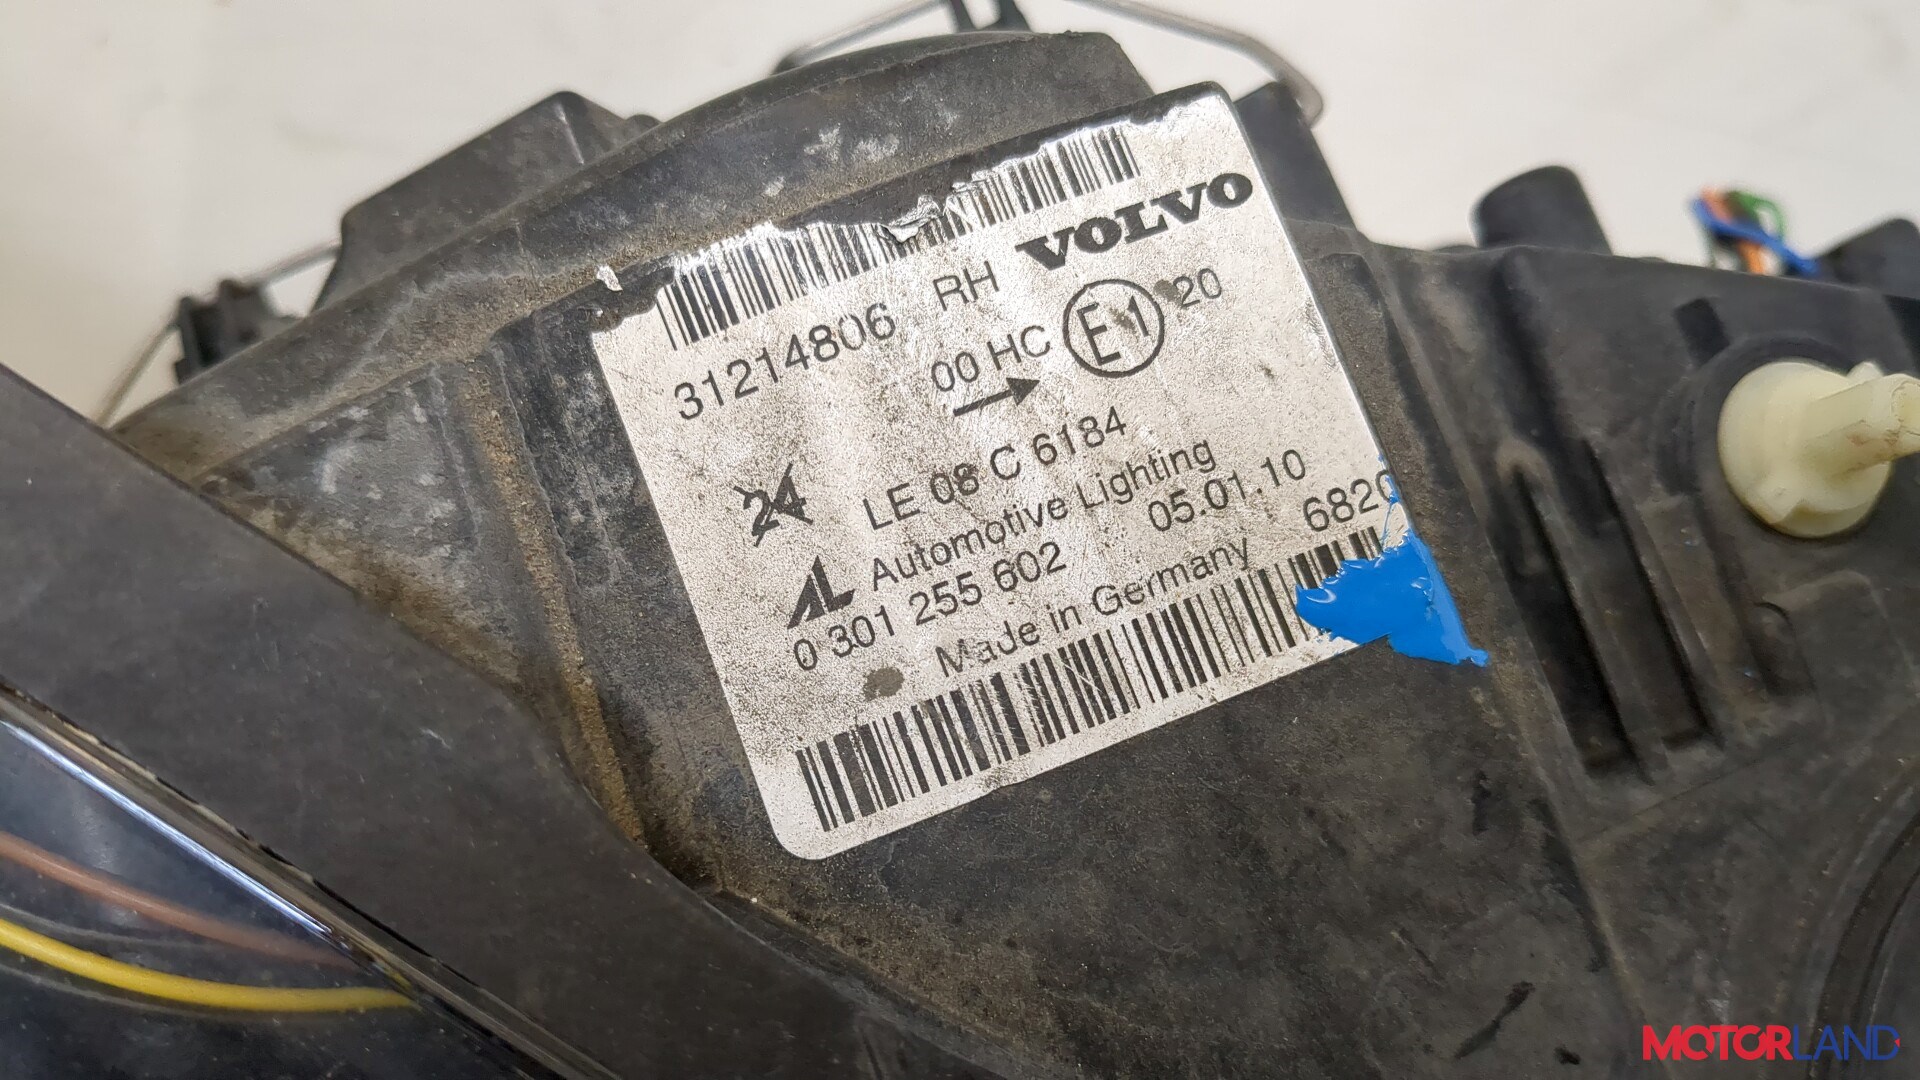 VOLVO
31214806 RH
00 HC E1 20
24
LE 08 C 6184
AL Automotive Lighting
0 301 255 602 05.01.10 6820
Made in Germany
MOTORLAND